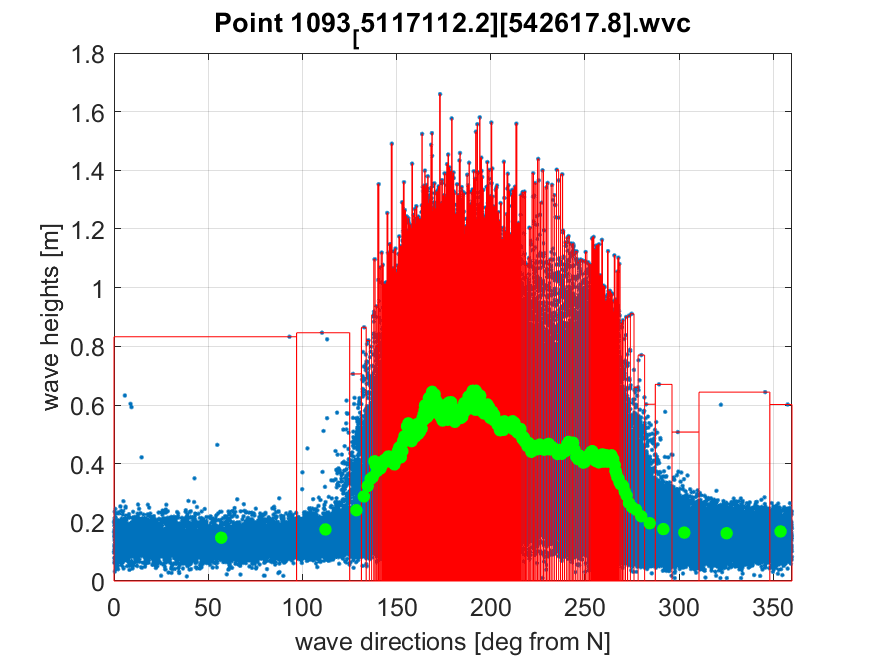 Point 1093[5117112.2][542617.8].wvc
1.8
1.6
1.4
1.2
1
0.8
0.6
0.4
0.2
0
wave heights [m]
0 50 100 150 200 250 300 350
wave directions [deg from N]